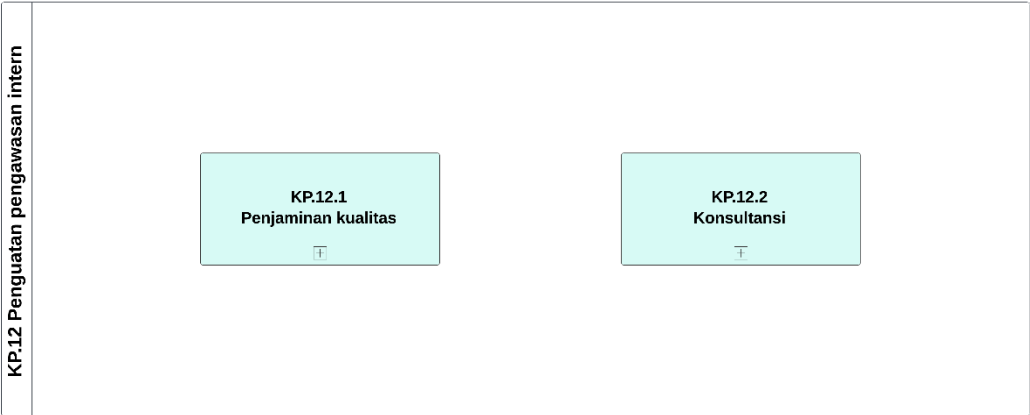 KP.12 Penguatan pengawasan intern
KP.12.1
Penjaminan kualitas
KP.12.2
Konsultansi